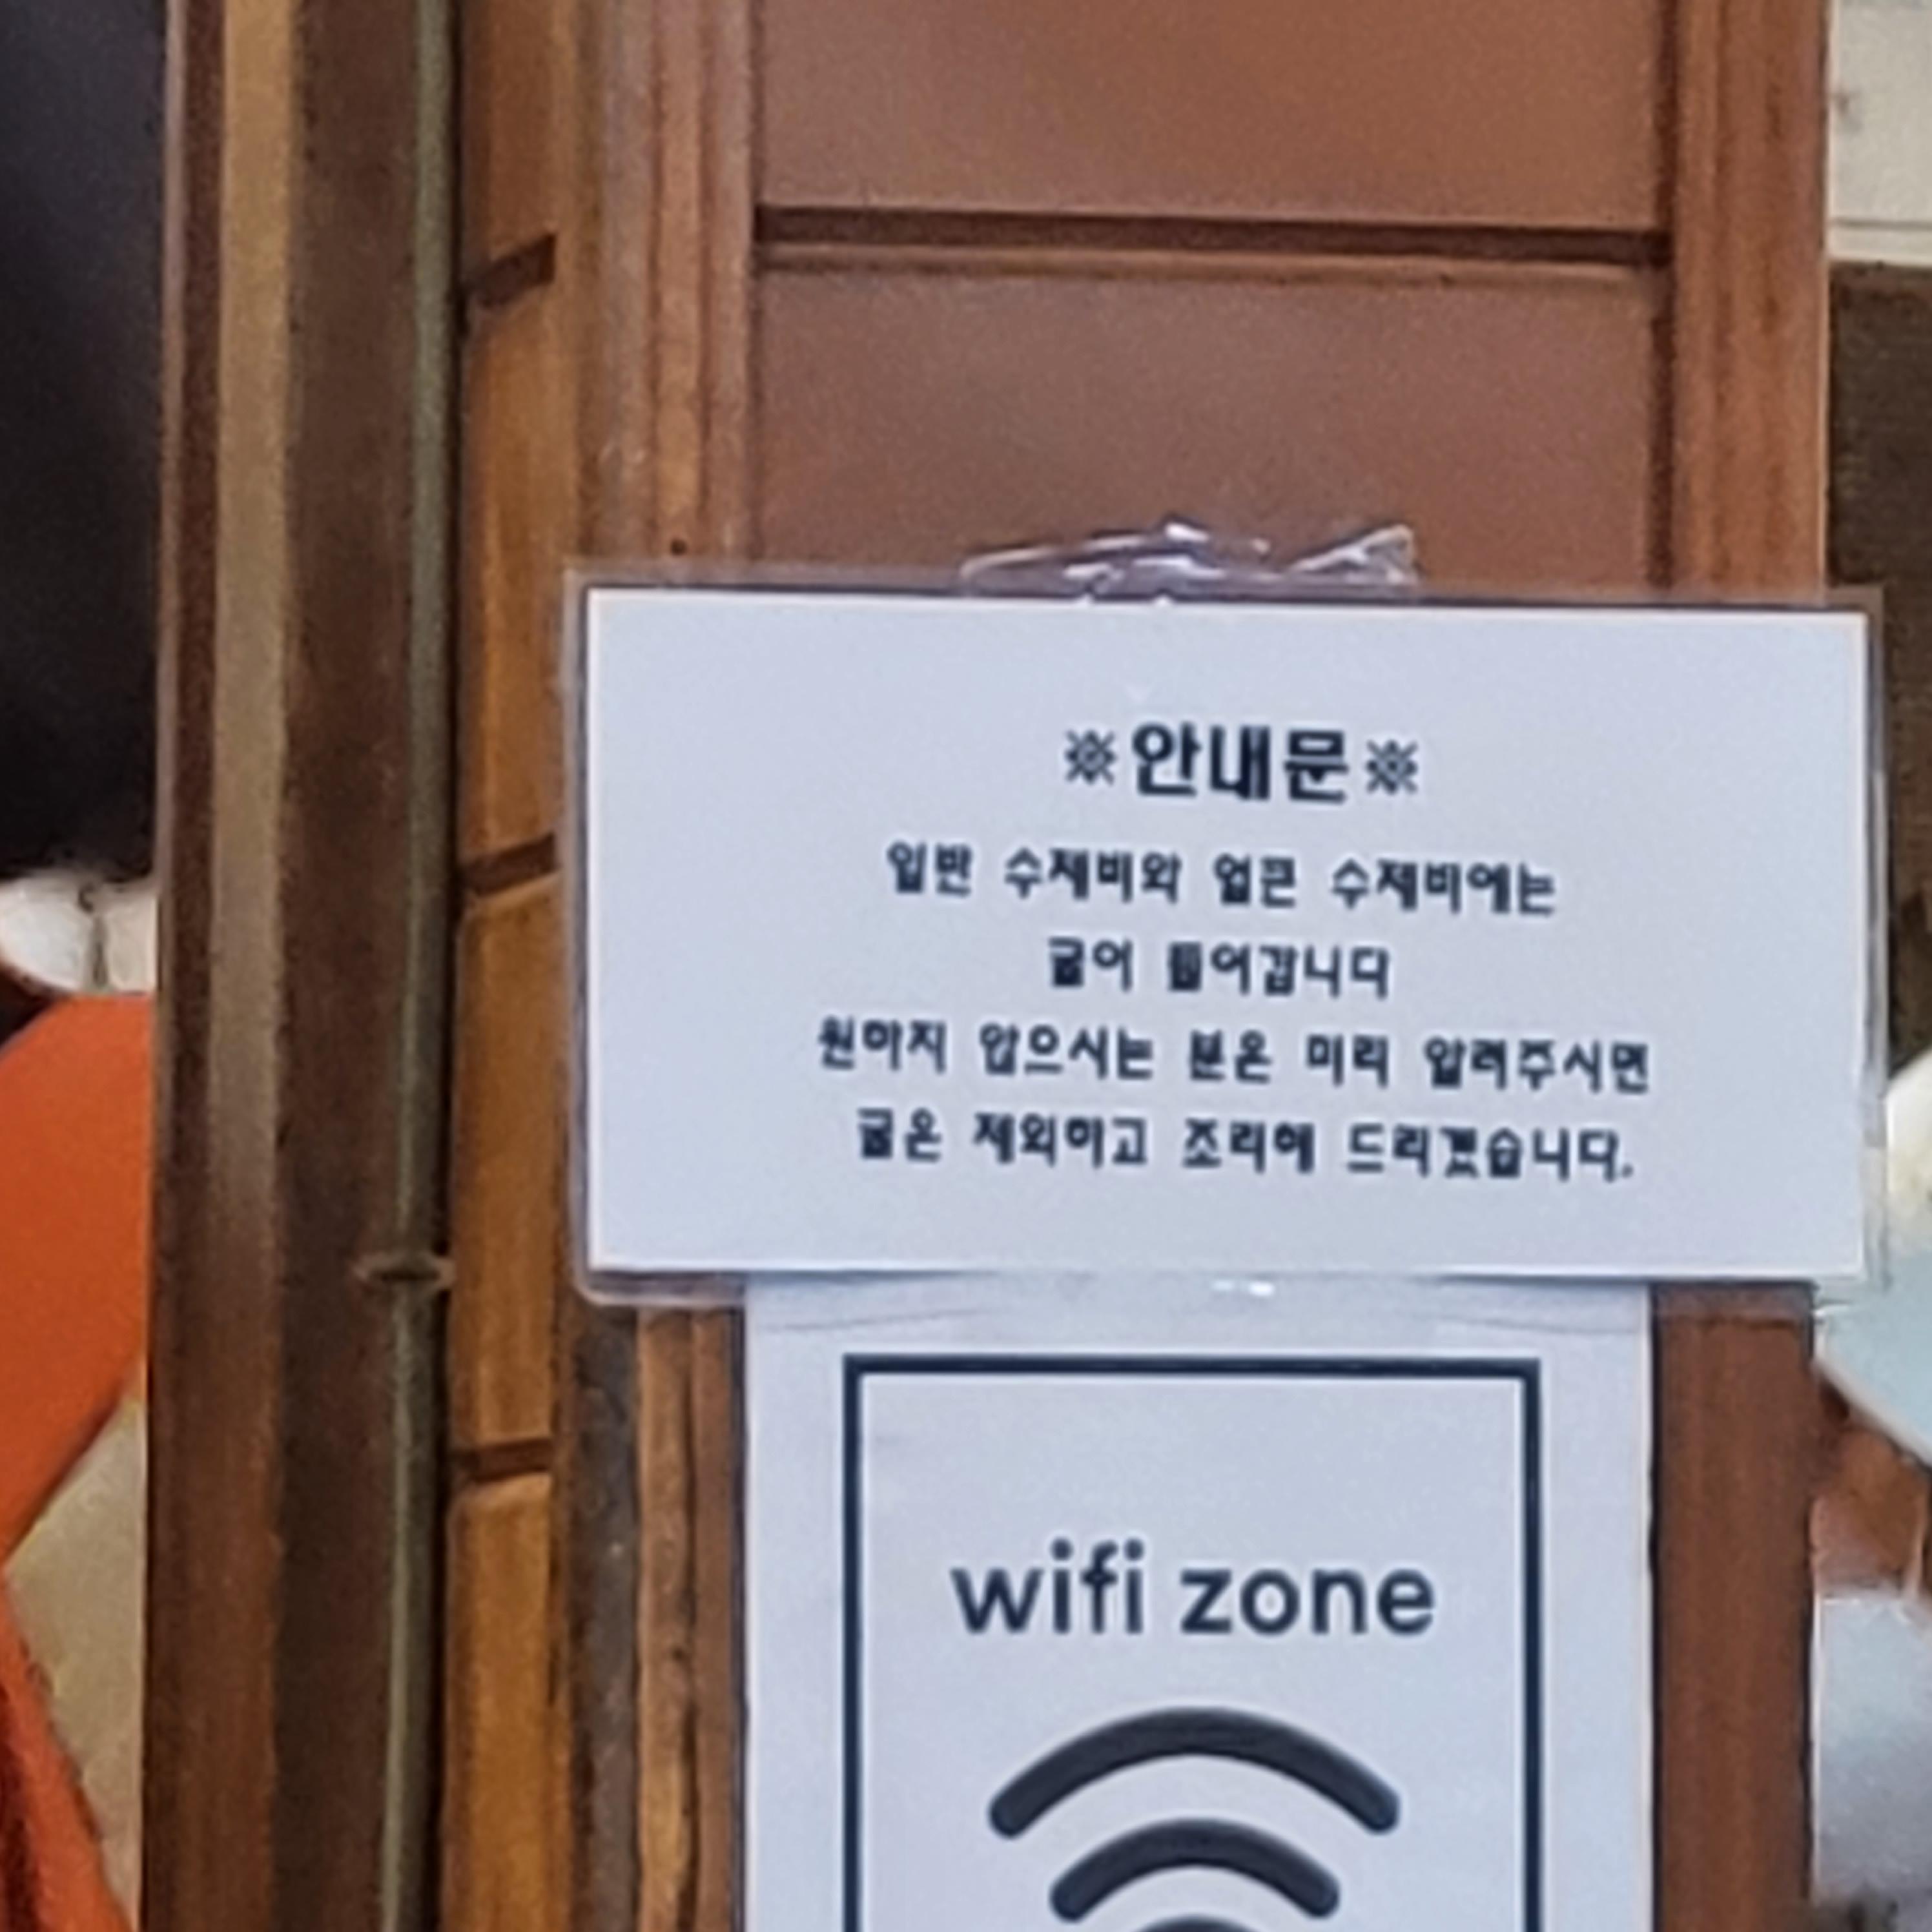 ※안내문※
일반 수제비와 얼큰 수제비에는
굴이 들어갑니다
원하지 않으시는 분은 미리 알려주시면
굴은 제외하고 조리해 드리겠습니다.
wifi zone